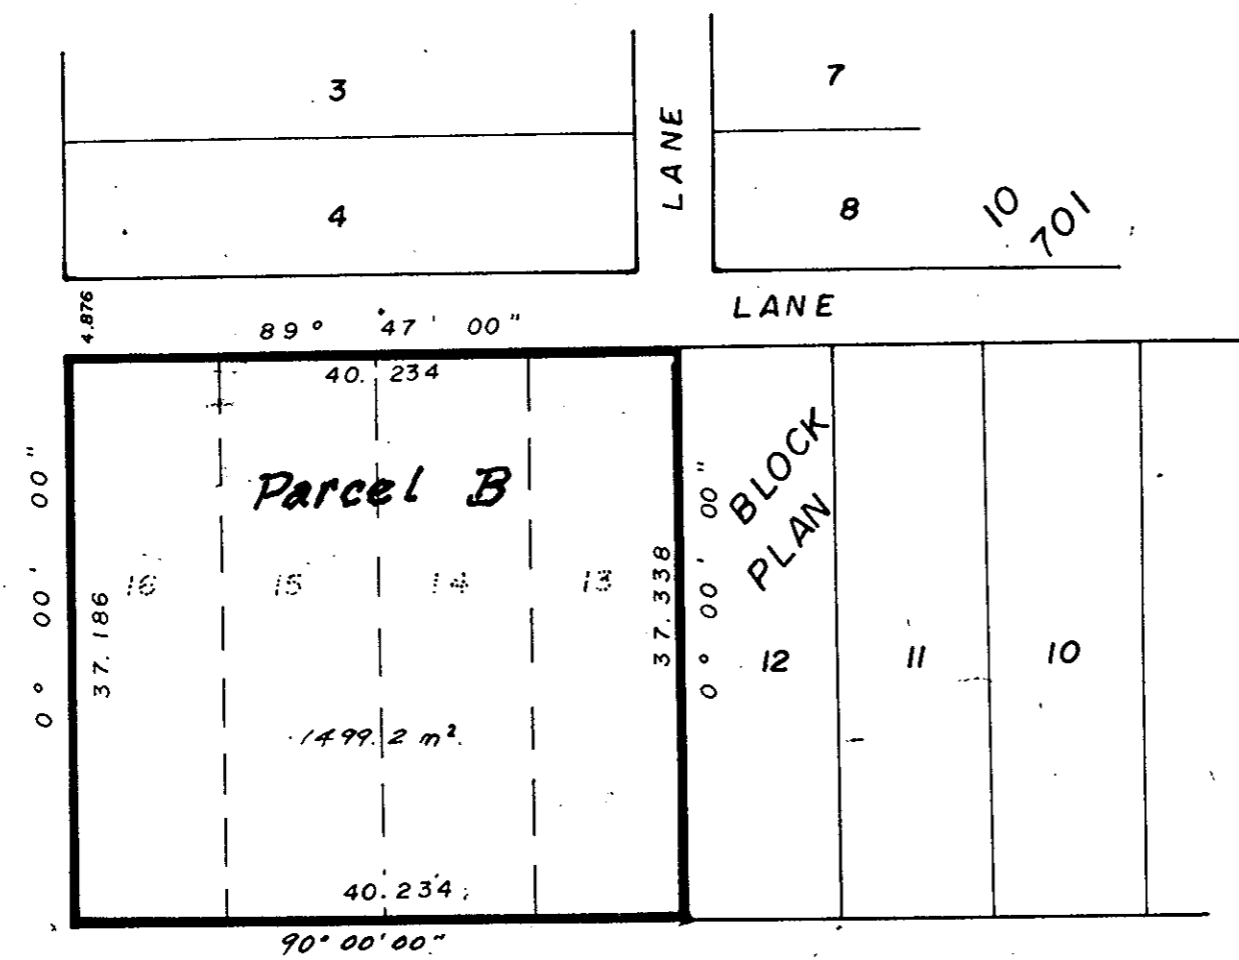 3
7
LANE
4
8
10
701
4.876
LANE
89° 47' 00"
40.234
BLOCK
PLAN
Parcel B
0° 00' 00"
0° 00' 00"
16
15
14
13
37.186
37.338
12
11
10
1499.2 m².
40.234
90° 00' 00"